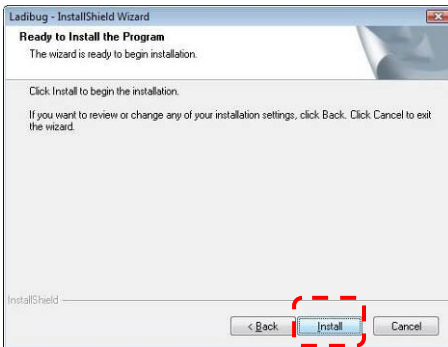 Ladibug - InstallShield Wizard
Ready to Install the Program
The wizard is ready to begin installation.
Click Install to begin the installation.
If you want to review or change any of your installation settings, click Back. Click Cancel to exit
the wizard.
InstallShield
< Back Install Cancel